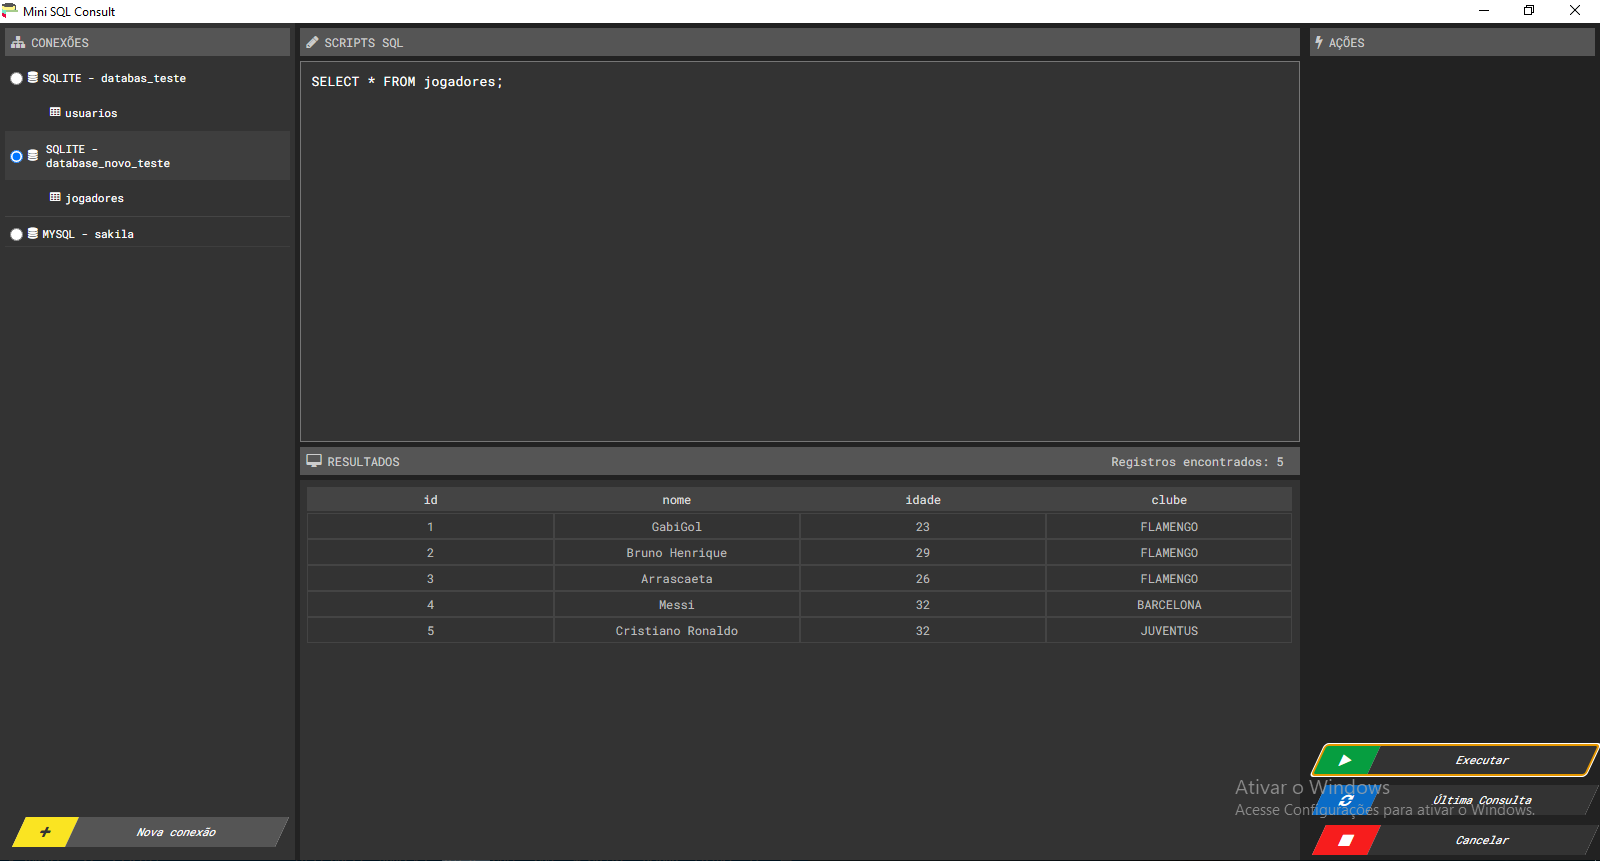 Mini SQL Consult
CONEXÕES
SQLITE - databas_teste
usuarios
SQLITE -
database_novo_teste
jogadores
MYSQL - sakila
Nova conexão
SCRIPTS SQL
SELECT * FROM jogadores;
RESULTADOS
Registros encontrados: 5
id nome idade clube
1 GabiGol 23 FLAMENGO
2 Bruno Henrique 29 FLAMENGO
3 Arrascaeta 26 FLAMENGO
4 Messi 32 BARCELONA
5 Cristiano Ronaldo 32 JUVENTUS
AÇÕES
Executar
Última Consulta
Cancelar
Ativar o Windows
Acesse Configurações para ativar o Windows.